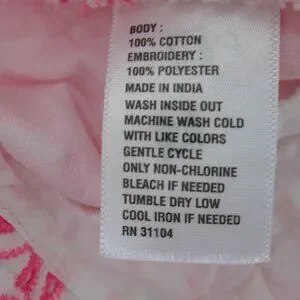 BODY :
100% COTTON
EMBROIDERY :
100% POLYESTER
MADE IN INDIA
WASH INSIDE OUT
MACHINE WASH COLD
WITH LIKE COLORS
GENTLE CYCLE
ONLY NON-CHLORINE
BLEACH IF NEEDED
TUMBLE DRY LOW
COOL IRON IF NEEDED
RN 31104